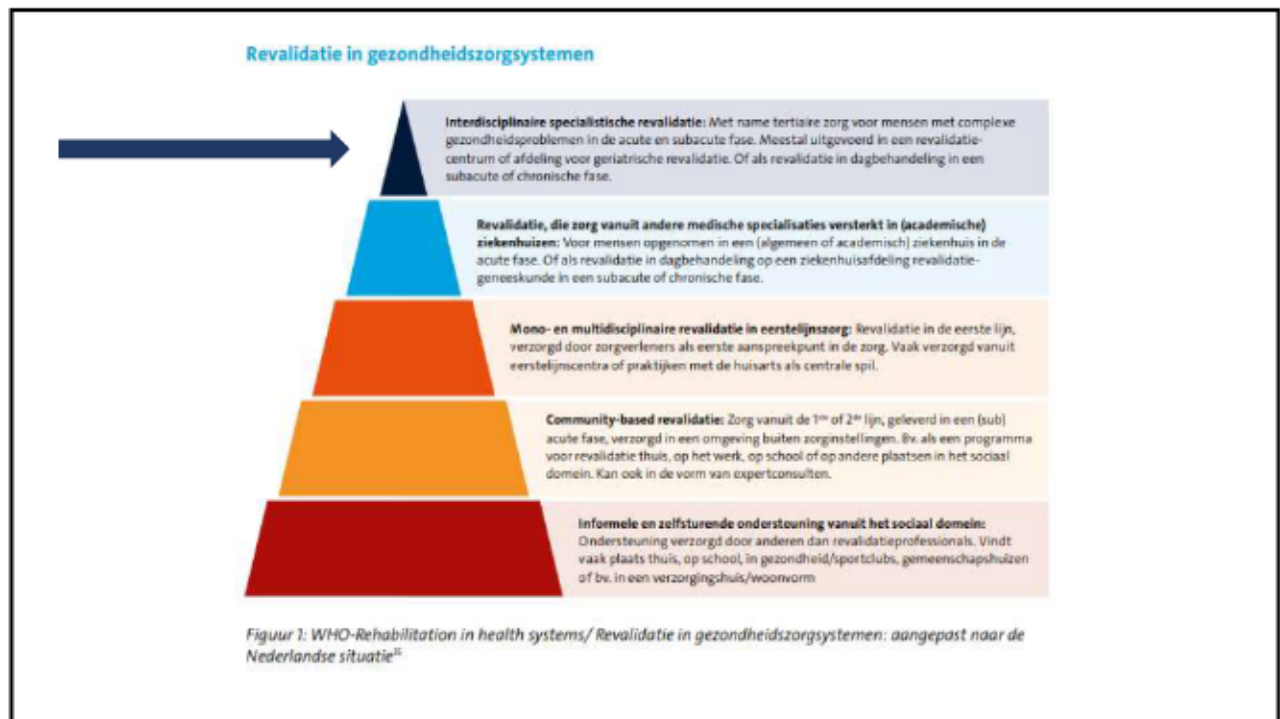 Revalidatie in gezondheidszorgsystemen
Interdisciplinaire specialistische revalidatie: Met name tertiaire zorg voor mensen met complexe
gezondheidsproblemen in de acute en subacute fase. Meestal uitgevoerd in een revalidatie-
centrum of afdeling voor geriatrische revalidatie. Of als revalidatie in dagbehandeling in een
subacute of chronische fase.
Revalidatie, die zorg vanuit andere medische specialisaties versterkt in (academische)
ziekenhuizen: Voor mensen opgenomen in een (algemeen of academisch) ziekenhuis in de
acute fase. Of als revalidatie in dagbehandeling op een ziekenhuisafdeling revalidatie-
geneeskunde in een subacute of chronische fase.
Mono- en multidisciplinaire revalidatie in eerstelijnszorg: Revalidatie in de eerste lijn,
verzorgd door zorgverleners als eerste aanspreekpunt in de zorg. Vaak verzorgd vanuit
eerstelijnscentra of praktijken met de huisarts als centrale spil.
Community-based revalidatie: Zorg vanuit de of lijn, geleverd in een (sub)
acute fase, verzorgd in een omgeving buiten zorginstellingen. Bv. als een programma
voor revalidatie thuis, op het werk, op school of op andere plaatsen in het sociaal
domein. Kan ook in de vorm van expertconsulten.
Informele en zelfsturende ondersteuning vanuit het sociaal domein:
Ondersteuning verzorgd door anderen dan revalidatieprofessionals. Vindt
vaak plaats thuis, op school, in gezondheid/sportclubs, gemeenschapshuizen
of bv. in een verzorgingshuis/woonvorm
Figuur 1: WHO-Rehabilitation in health systems/ Revalidatie in gezondheidszorgsystemen: aangepast naar de
Nederlandse situatie